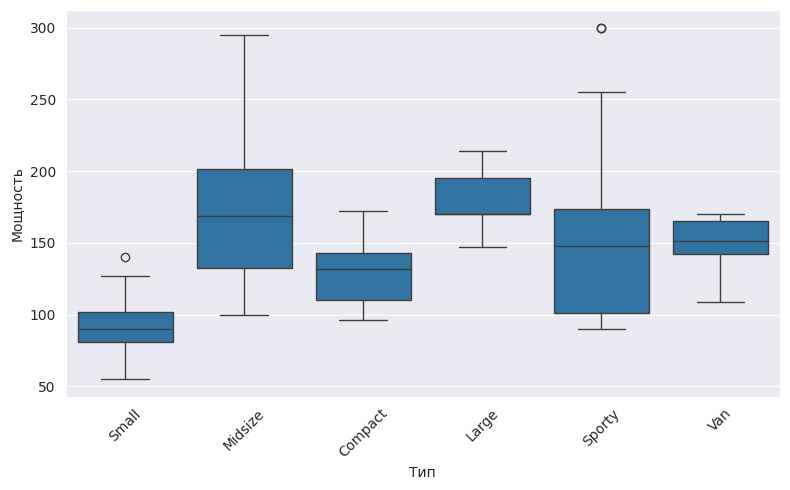 Мощность
300
250
200
150
100
50
Small
Midsize
Compact
Large
Sporty
Van
Тип